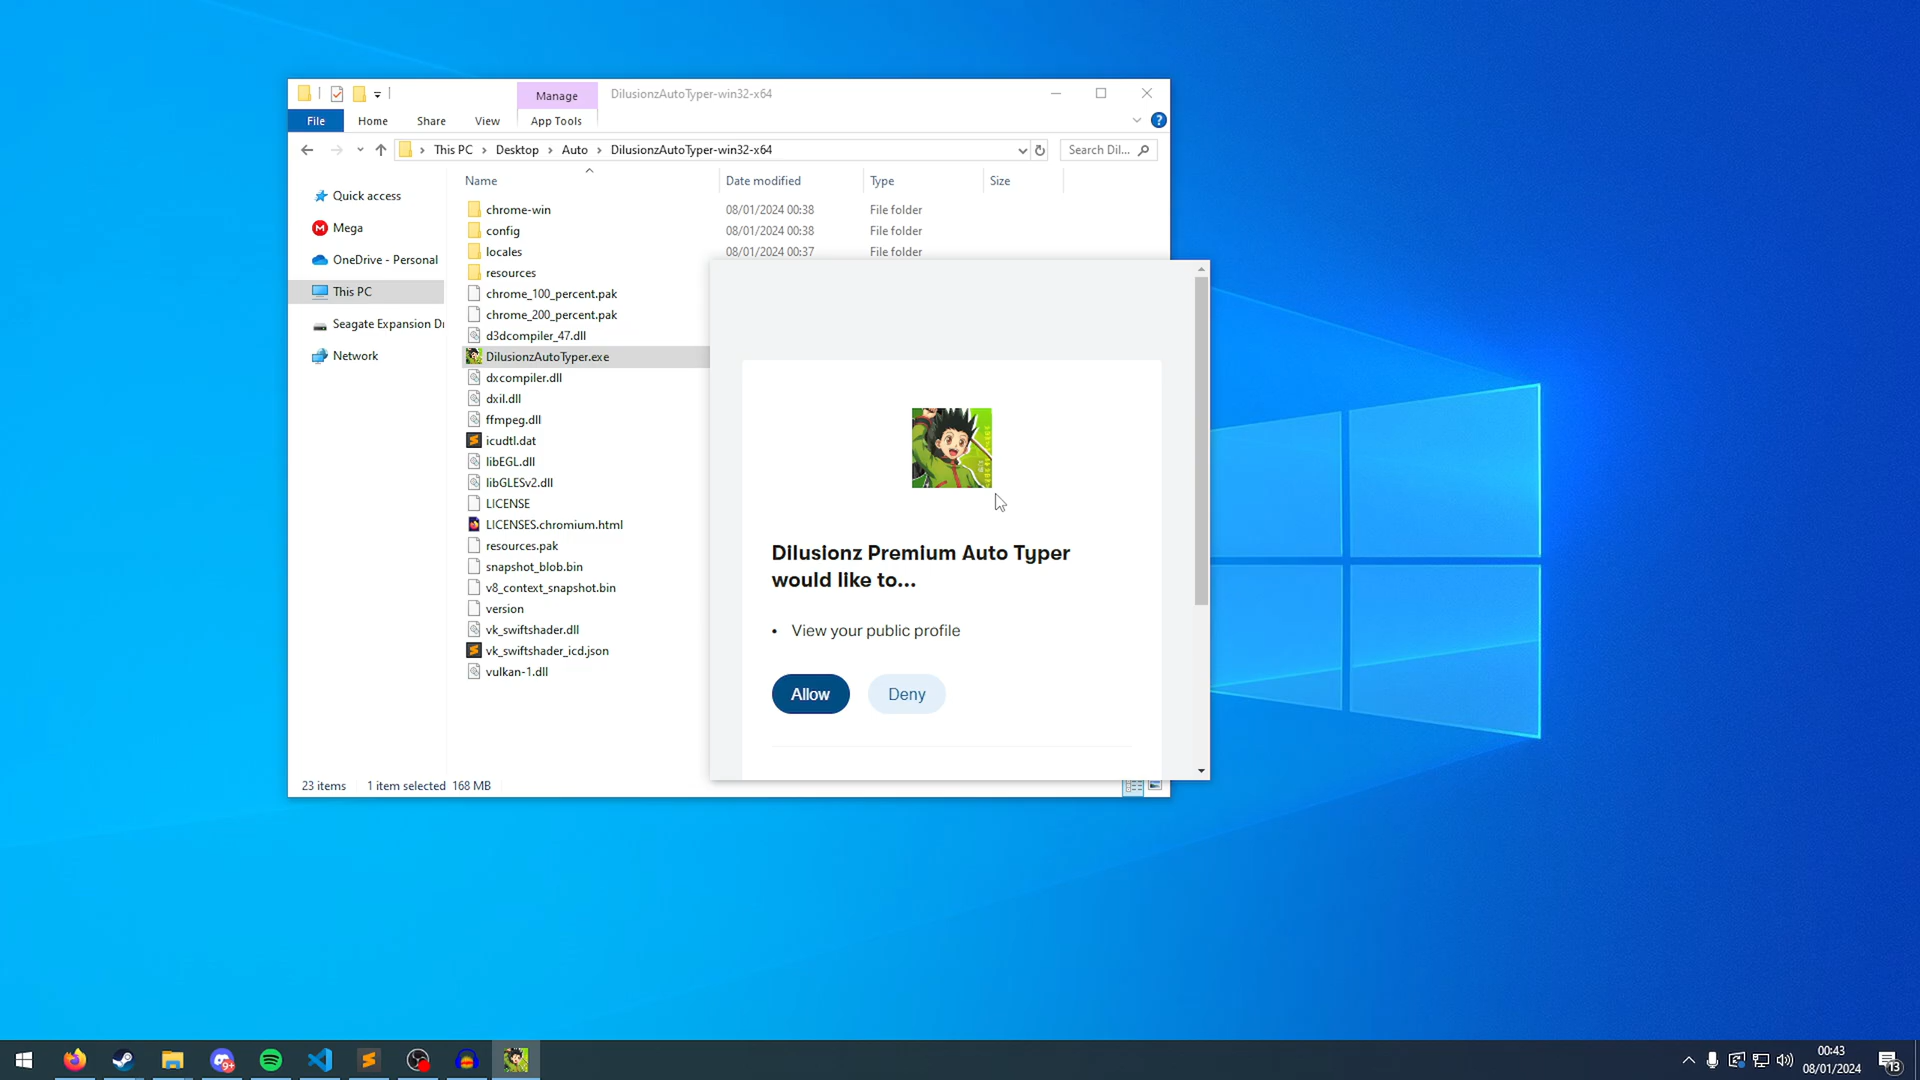 Manage
DilusionzAutoTyper-win32-x64
File
Home
Share
View
App Tools
This PC
Desktop
Auto
DilusionzAutoTyper-win32-x64
Search Dil...
Name
Date modified
Type
Size
Quick access
Mega
OneDrive - Personal
This PC
Seagate Expansion Dr
Network
chrome-win 08/01/2024 00:38 File folder
config 08/01/2024 00:38 File folder
locales 08/01/2024 00:37 File folder
resources
chrome_100_percent.pak
chrome_200_percent.pak
d3dcompiler_47.dll
DilusionzAutoTyper.exe
dxcompiler.dll
dxil.dll
ffmpeg.dll
icudtl.dat
libEGL.dll
libGLESv2.dll
LICENSE
LICENSES.chromium.html
resources.pak
snapshot_blob.bin
v8_context_snapshot.bin
version
vk_swiftshader.dll
vk_swiftshader_icd.json
vulkan-1.dll
Dilusionz Premium Auto Typer
would like to...
• View your public profile
Allow
Deny
23 items
1 item selected 168 MB
9+
00:43
08/01/2024
13